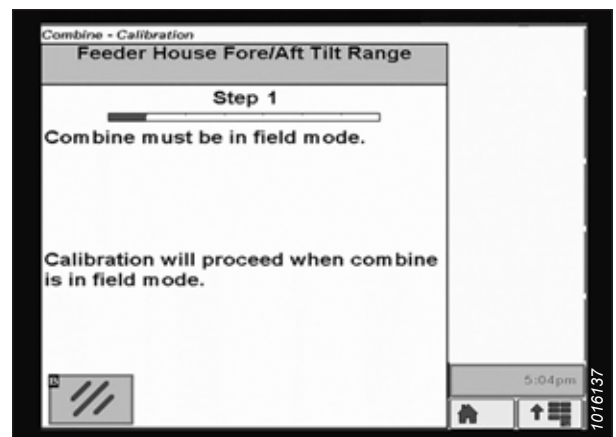 Combine - Calibration
Feeder House Fore/Aft Tilt Range
Step 1
Combine must be in field mode.
Calibration will proceed when combine
is in field mode.
5:04pm
1016137